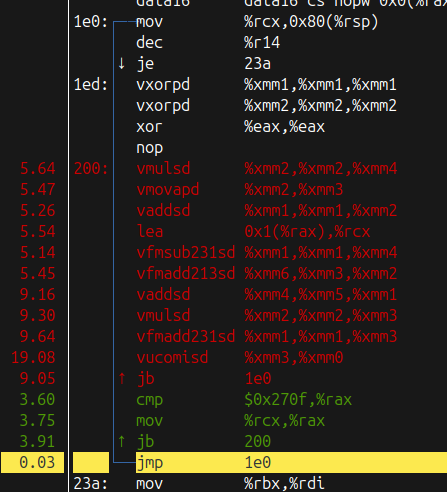 data16 data16 cs nopw 0x0(%ra
1e0: mov %rcx,0x80(%rsp)
dec %r14
↓ je 23a
1ed: vxorpd %xmm1,%xmm1,%xmm1
vxorpd %xmm2,%xmm2,%xmm2
xor %eax,%eax
nop
5.64 200: vmulsd %xmm2,%xmm2,%xmm4
5.47 vmovapd %xmm2,%xmm3
5.26 vaddsd %xmm1,%xmm1,%xmm2
5.54 lea 0x1(%rax),%rcx
5.14 vfmsub231sd %xmm1,%xmm1,%xmm4
5.45 vfmadd213sd %xmm6,%xmm3,%xmm2
9.16 vaddsd %xmm4,%xmm5,%xmm1
9.30 vmulsd %xmm2,%xmm2,%xmm3
9.64 vfmadd231sd %xmm1,%xmm1,%xmm3
19.08 vucomisd %xmm3,%xmm0
9.05 ↑ jb 1e0
3.60 cmp $0x270f,%rax
3.75 mov %rcx,%rax
3.91 ↑ jb 200
0.03 jmp 1e0
23a: mov %rbx,%rdi